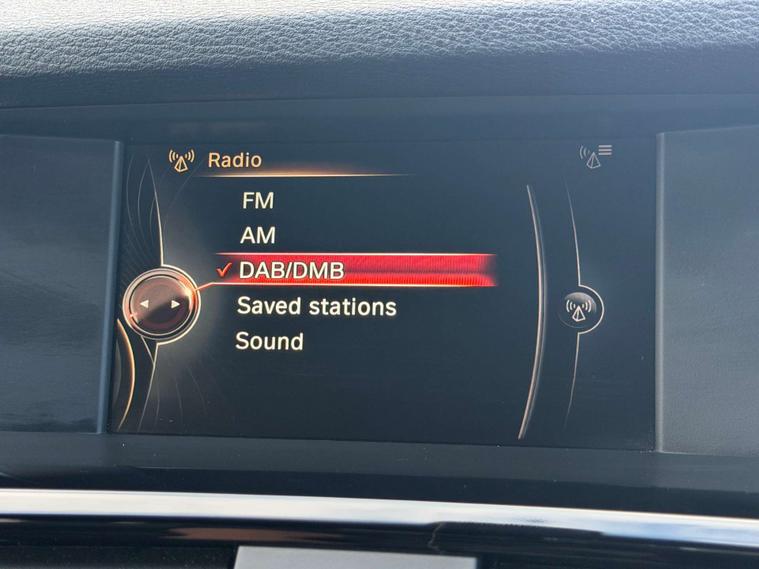 Radio
FM
AM
DAB/DMB
Saved stations
Sound